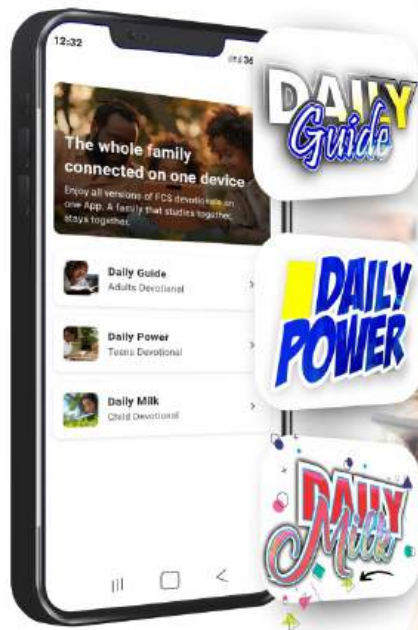 12:32
36
The whole family
connected on one device
Enjoy all versions of FCS devotionals on
one App. A family that studies together,
stays together.
Daily Guide
Adults Devotional
Daily Power
Teens Devotional
Daily Milk
Child Devotional
DAILY
Guide
DAILY
POWER
DAILY
Milk